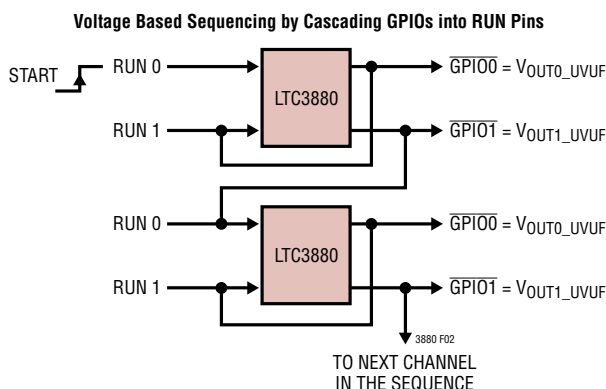 Voltage Based Sequencing by Cascading GPIOs into RUN Pins
START
RUN 0
LTC3880
GPIO0 = VOUT0_UVUF
RUN 1
GPIO1 = VOUT1_UVUF
RUN 0
LTC3880
GPIO0 = VOUT0_UVUF
RUN 1
GPIO1 = VOUT1_UVUF
3880 F02
TO NEXT CHANNEL
IN THE SEQUENCE